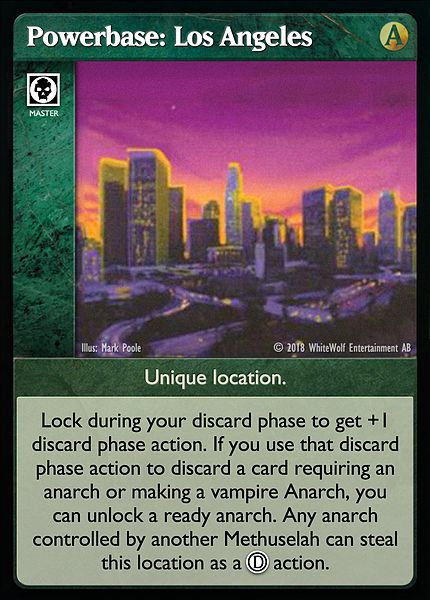 Powerbase: Los Angeles
A
MASTER
Illus: Mark Poole
© 2018 WhiteWolf Entertainment AB
Unique location.
Lock during your discard phase to get +1
discard phase action. If you use that discard
phase action to discard a card requiring an
anarch or making a vampire Anarch, you
can unlock a ready anarch. Any anarch
controlled by another Methuselah can steal
this location as a Ⓓ action.